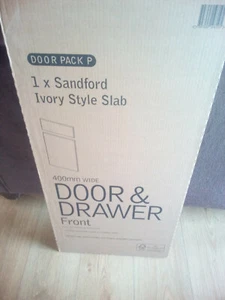 DOOR PACK P
1 x Sandford
Ivory Style Slab
400mm WIDE
DOOR &
DRAWER
Front